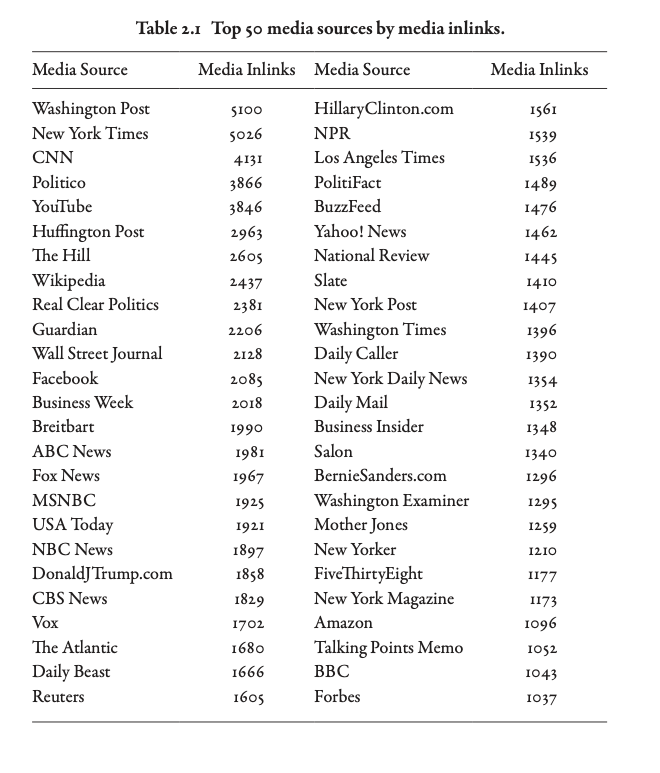 Table 2.1 Top 50 media sources by media inlinks.
Media Source Media Inlinks Media Source Media Inlinks
Washington Post 5100 HillaryClinton.com 1561
New York Times 5026 NPR 1539
CNN 4131 Los Angeles Times 1536
Politico 3866 PolitiFact 1489
YouTube 3846 BuzzFeed 1476
Huffington Post 2963 Yahoo! News 1462
The Hill 2605 National Review 1445
Wikipedia 2437 Slate 1410
Real Clear Politics 2381 New York Post 1407
Guardian 2206 Washington Times 1396
Wall Street Journal 2128 Daily Caller 1390
Facebook 2085 New York Daily News 1354
Business Week 2018 Daily Mail 1352
Breitbart 1990 Business Insider 1348
ABC News 1981 Salon 1340
Fox News 1967 BernieSanders.com 1296
MSNBC 1925 Washington Examiner 1295
USA Today 1921 Mother Jones 1259
NBC News 1897 New Yorker 1210
DonaldJTrump.com 1858 FiveThirtyEight 1177
CBS News 1829 New York Magazine 1173
Vox 1702 Amazon 1096
The Atlantic 1680 Talking Points Memo 1052
Daily Beast 1666 BBC 1043
Reuters 1605 Forbes 1037